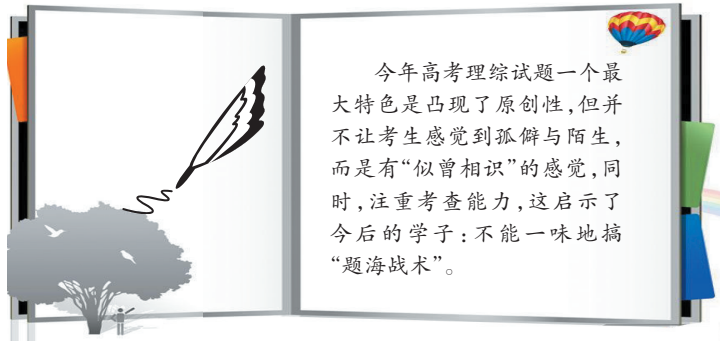 今年高考理综试题一个最
大特色是凸现了原创性，但并
不让考生感觉到孤僻与陌生，
而是有“似曾相识”的感觉，同
时，注重考查能力，这启示了
今后的学子：不能一味地搞
“题海战术”。